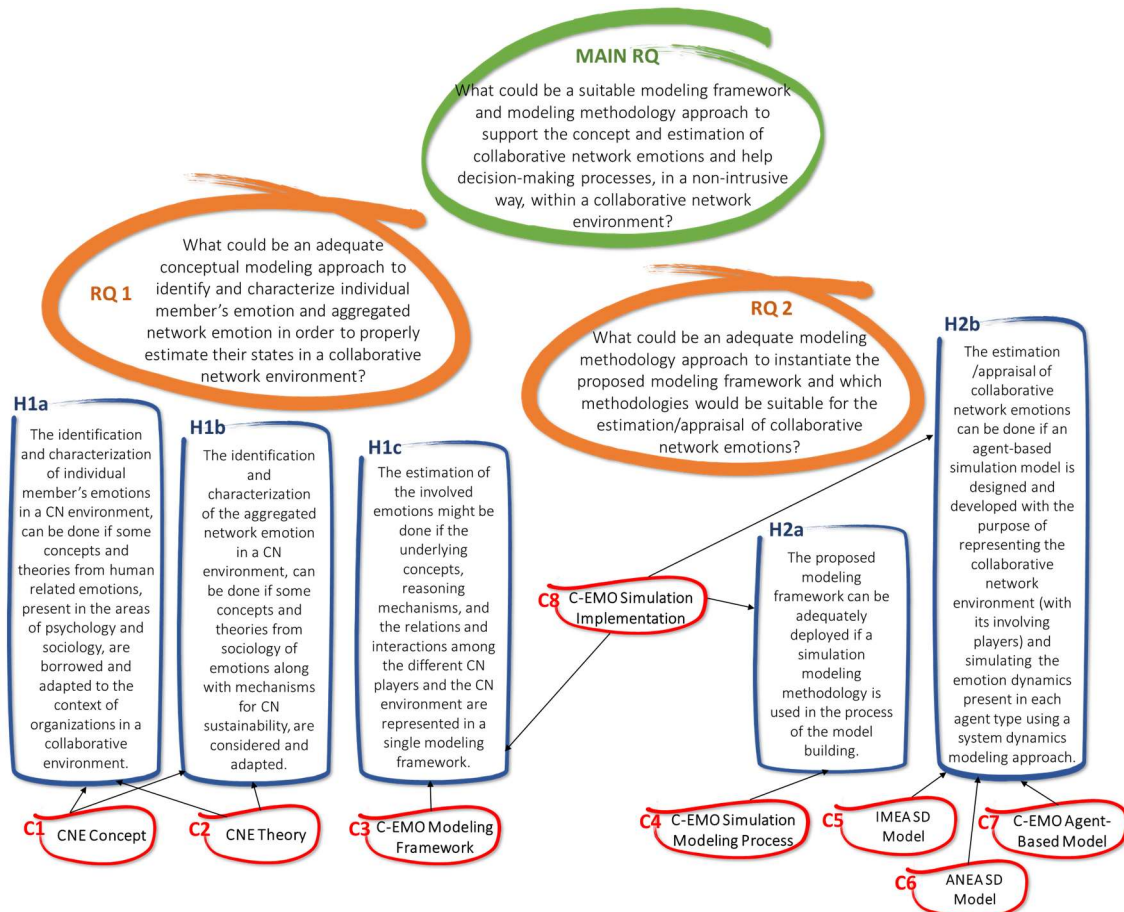 MAIN RQ
What could be a suitable modeling framework
and modeling methodology approach to
support the concept and estimation of
collaborative network emotions and help
decision-making processes, in a non-intrusive
way, within a collaborative network
environment?
RQ 1
What could be an adequate
conceptual modeling approach to
identify and characterize individual
member's emotion and aggregated
network emotion in order to properly
estimate their states in a collaborative
network environment?
RQ 2
What could be an adequate modeling
methodology approach to instantiate the
proposed modeling framework and which
methodologies would be suitable for the
estimation/appraisal of collaborative
network emotions?
H1a
The identification
and characterization
of individual
member's emotions
in a CN environment,
can be done if some
concepts and
theories from human
related emotions,
present in the areas
of psychology and
sociology, are
borrowed and
adapted to the
context of
organizations in a
collaborative
environment.
H1b
The identification
and
characterization
of the aggregated
network emotion
in a CN
environment, can
be done if some
concepts and
theories from
sociology of
emotions along
with mechanisms
for CN
sustainability, are
considered and
adapted.
H1c
The estimation of
the involved
emotions might be
done if the
underlying
concepts,
reasoning
mechanisms, and
the relations and
interactions among
the different CN
players and the CN
environment are
represented in a
single modeling
framework.
H2a
The proposed
modeling
framework can be
adequately
deployed if a
simulation
modeling
methodology is
used in the process
of the model
building.
H2b
The estimation
/appraisal of
collaborative
network emotions
can be done if an
agent-based
simulation model is
designed and
developed with the
purpose of
representing the
collaborative
network
environment (with
its involving
players) and
simulating the
emotion dynamics
present in each
agent type using a
system dynamics
modeling approach.
C8
C-EMO Simulation
Implementation
C1
CNE Concept
C2
CNE Theory
C3
C-EMO Modeling
Framework
C4
C-EMO Simulation
Modeling Process
C5
IMEA SD
Model
C6
ANEA SD
Model
C7
C-EMO Agent-
Based Model